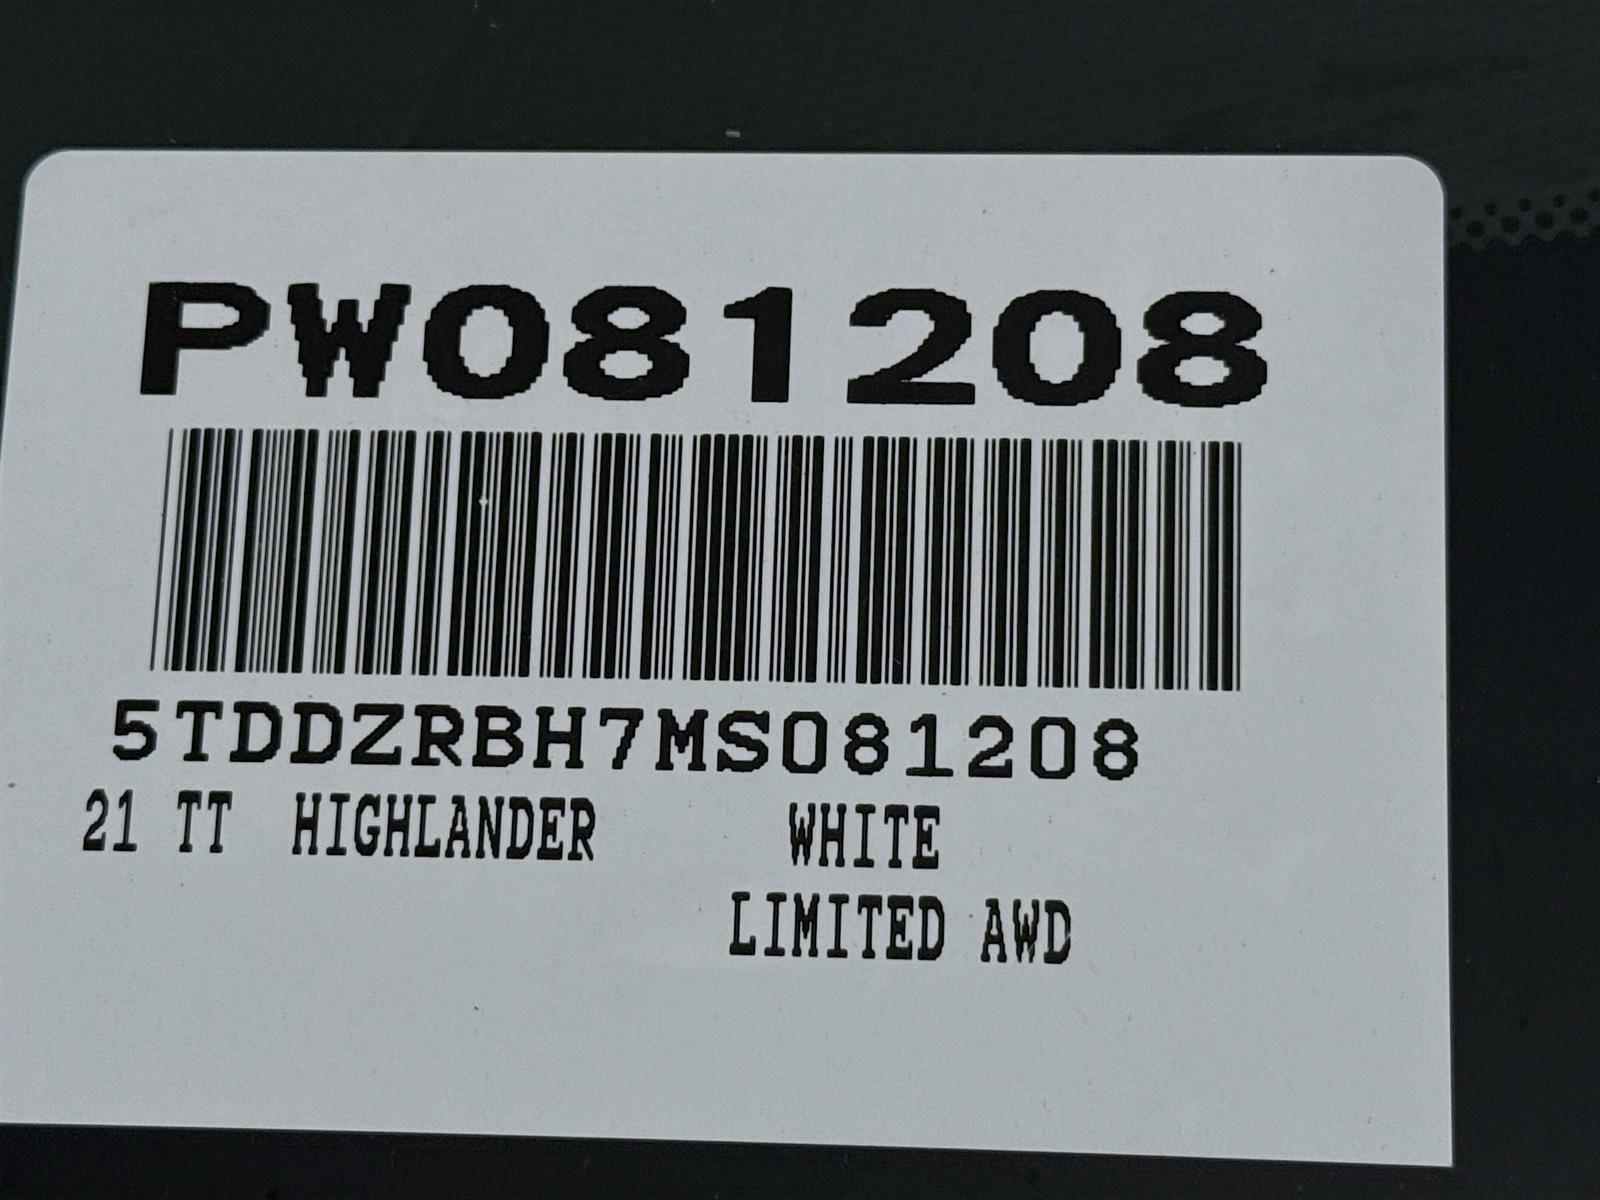 PW081208
5TDDZRBH7MS081208
21 TT HIGHLANDER WHITE
LIMITED AWD